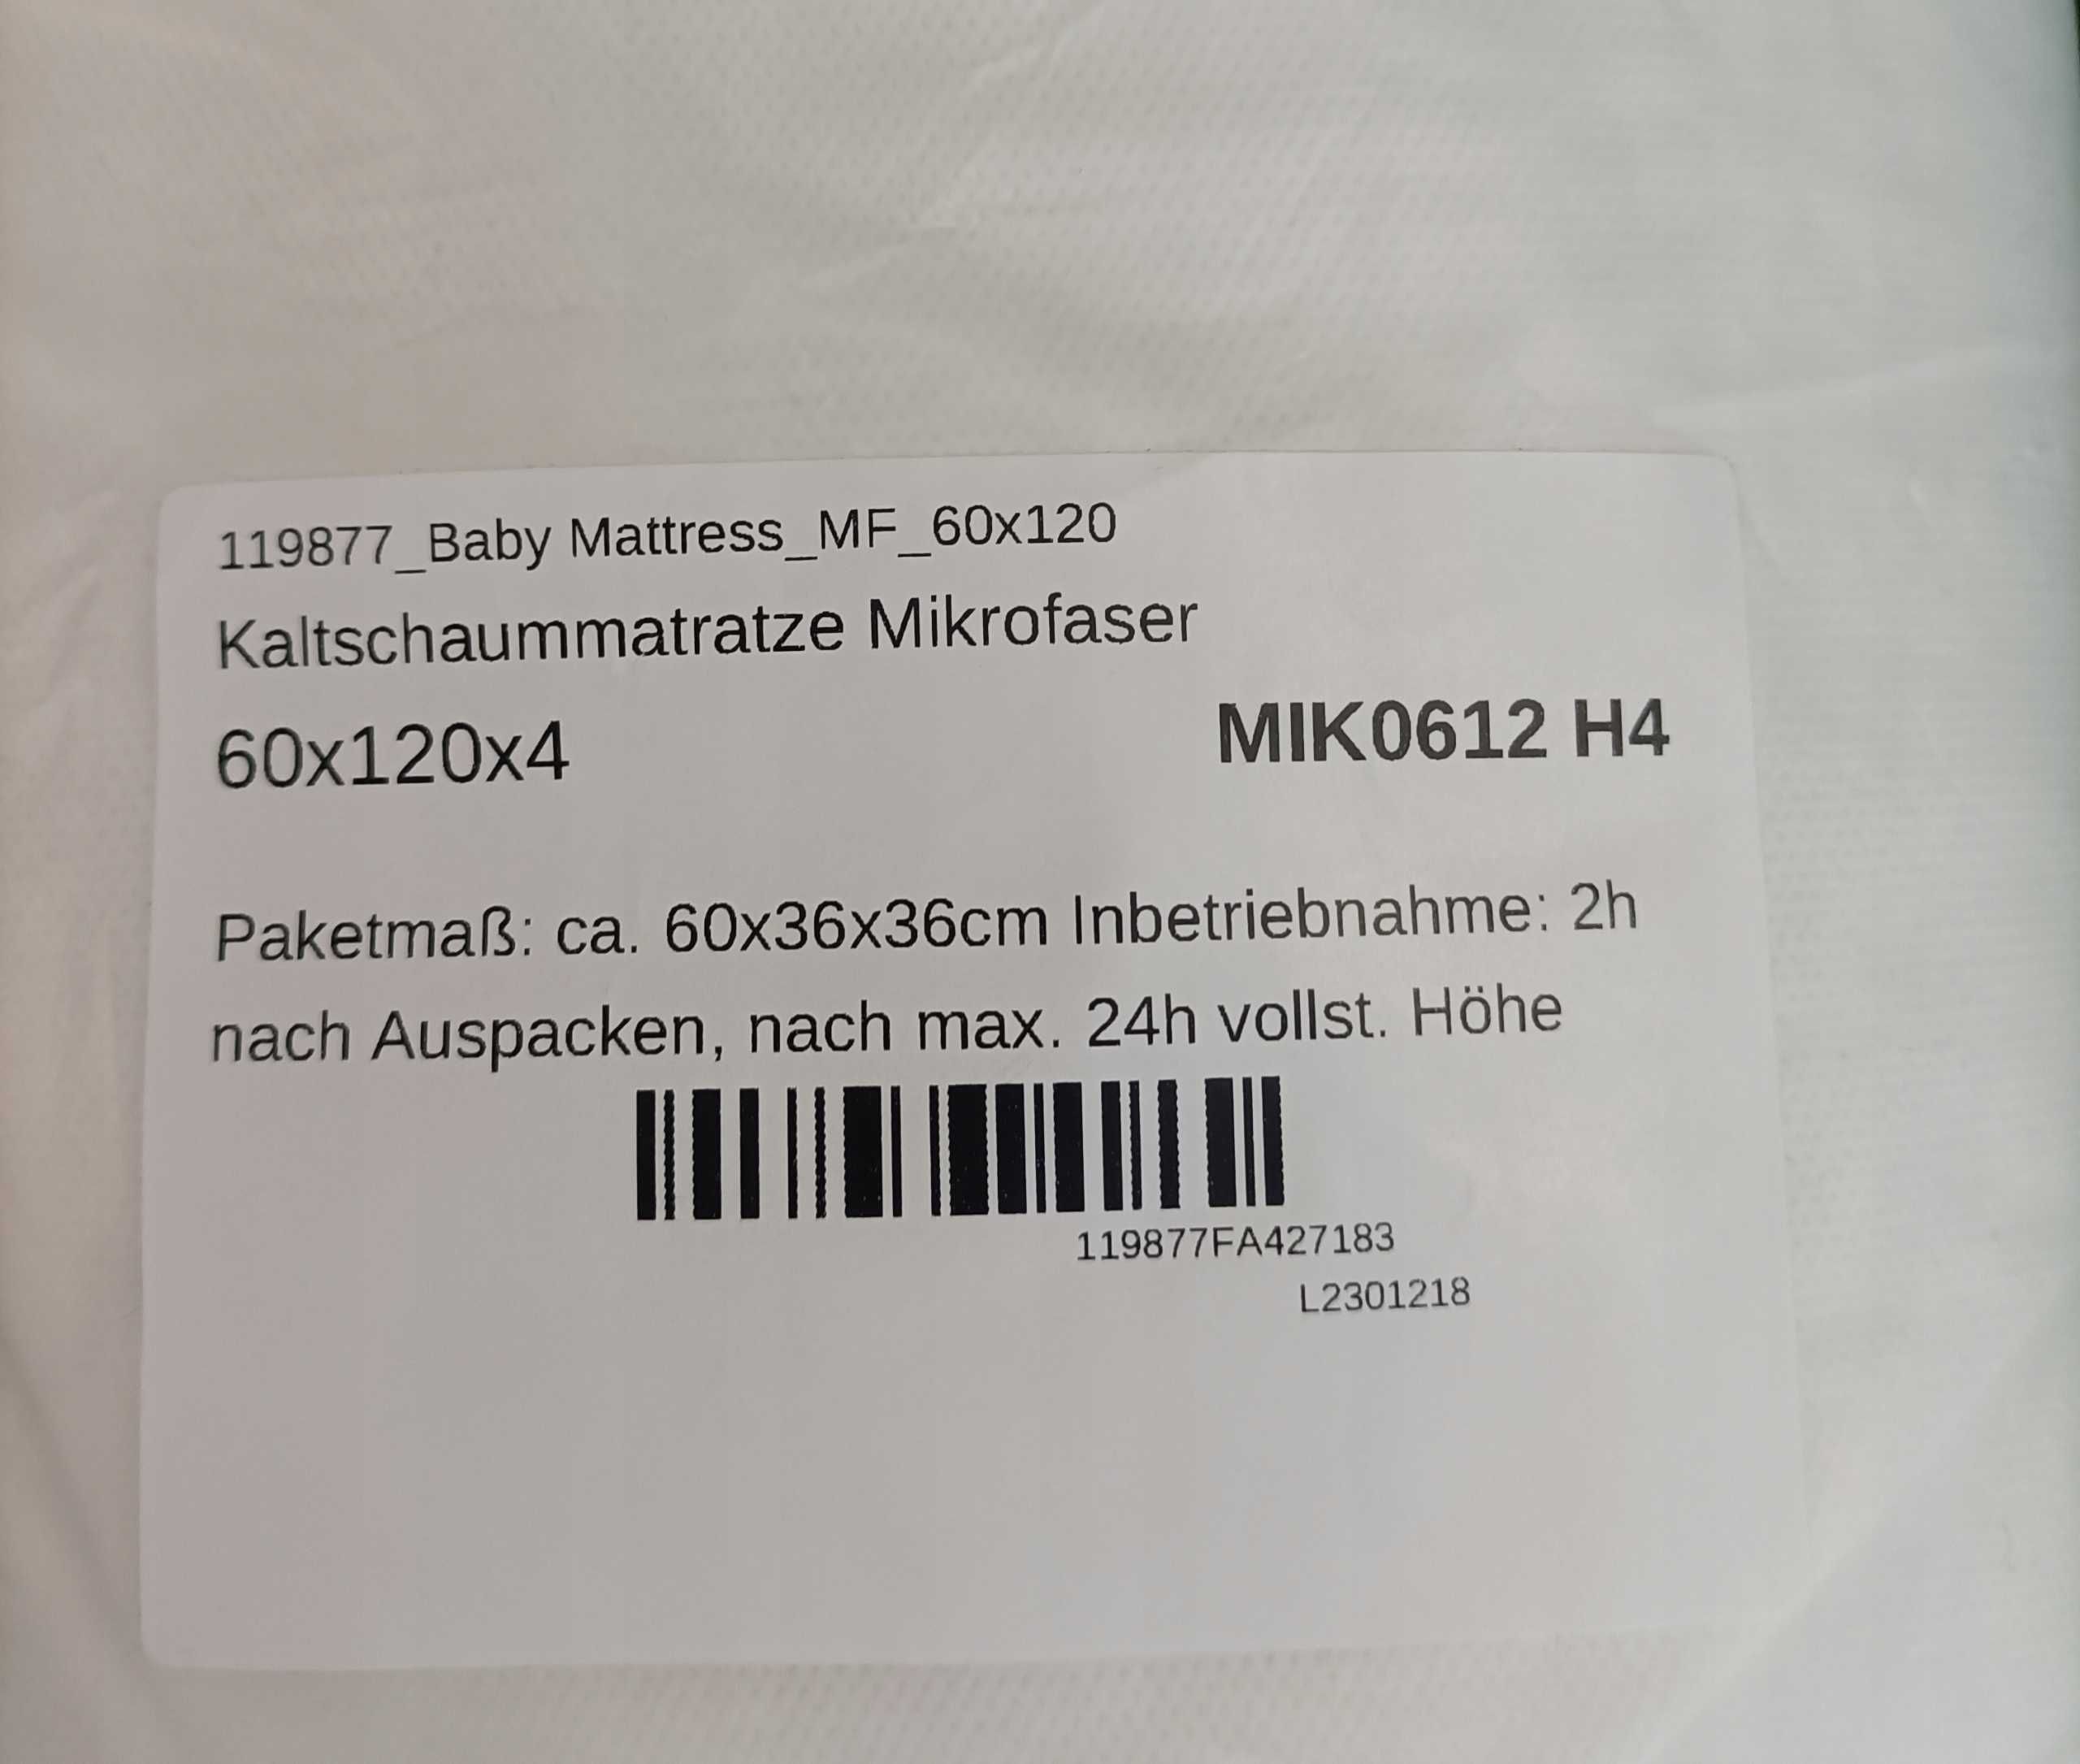 119877_Baby Mattress_MF_60x120
Kaltschaummatratze Mikrofaser
60x120x4 MIK0612 H4
Paketmaß: ca. 60x36x36cm Inbetriebnahme: 2h
nach Auspacken, nach max. 24h vollst. Höhe
119877FA427183
L2301218